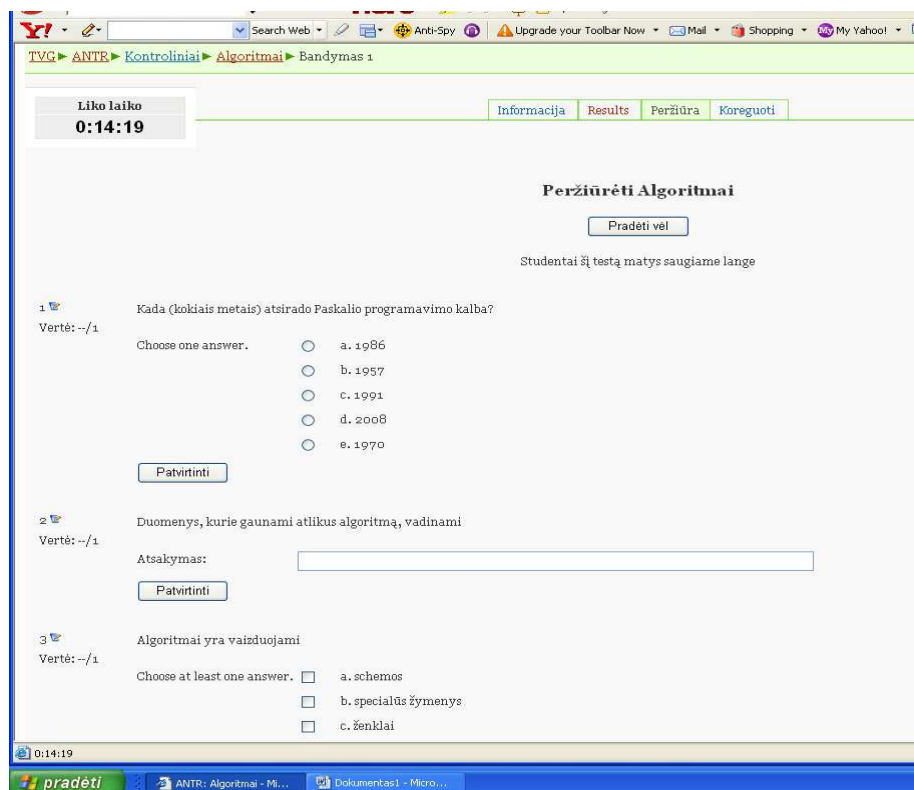 Search Web
Anti-Spy
Upgrade your Toolbar Now
Mail
Shopping
My Yahoo!
TVG► ANTR► Kontroliniai► Algoritmai► Bandymas 1
Liko laiko
0:14:19
Informacija
Results
Peržiūra
Koreguoti
Peržiūrėti Algoritmai
Pradėti vėl
Studentai šį testą matys saugiame lange
1
Kada (kokiais metais) atsirado Paskalio programavimo kalba?
Vertė: --/1
Choose one answer.
a. 1986
b. 1957
c. 1991
d. 2008
e. 1970
Patvirtinti
2
Duomenys, kurie gaunami atlikus algoritmą, vadinami
Vertė: --/1
Atsakymas:
Patvirtinti
3
Algoritmai yra vaizduojami
Vertė: --/1
Choose at least one answer.
a. schemos
b. specialūs žymenys
c. ženklai
0:14:19
pradėti
ANTR: Algoritmai - Mi...
Dokumentas1 - Micro...